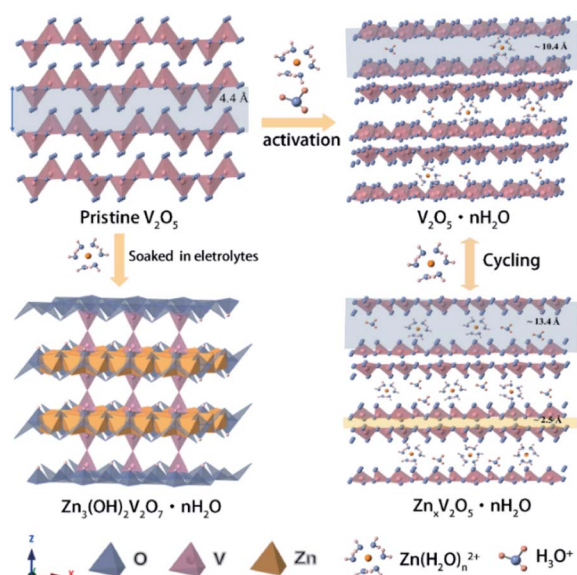 4.4 Å
~ 10.4 Å
activation
Pristine V₂O₅
V₂O₅・nH₂O
Soaked in eletrolytes
Cycling
~ 13.4 Å
~ 2.5 Å
Zn₃(OH)₂V₂O₇・nH₂O
ZnₓV₂O₅・nH₂O
Z
X
O
V
Zn
Zn(H₂O)ₙ²⁺
H₃O⁺